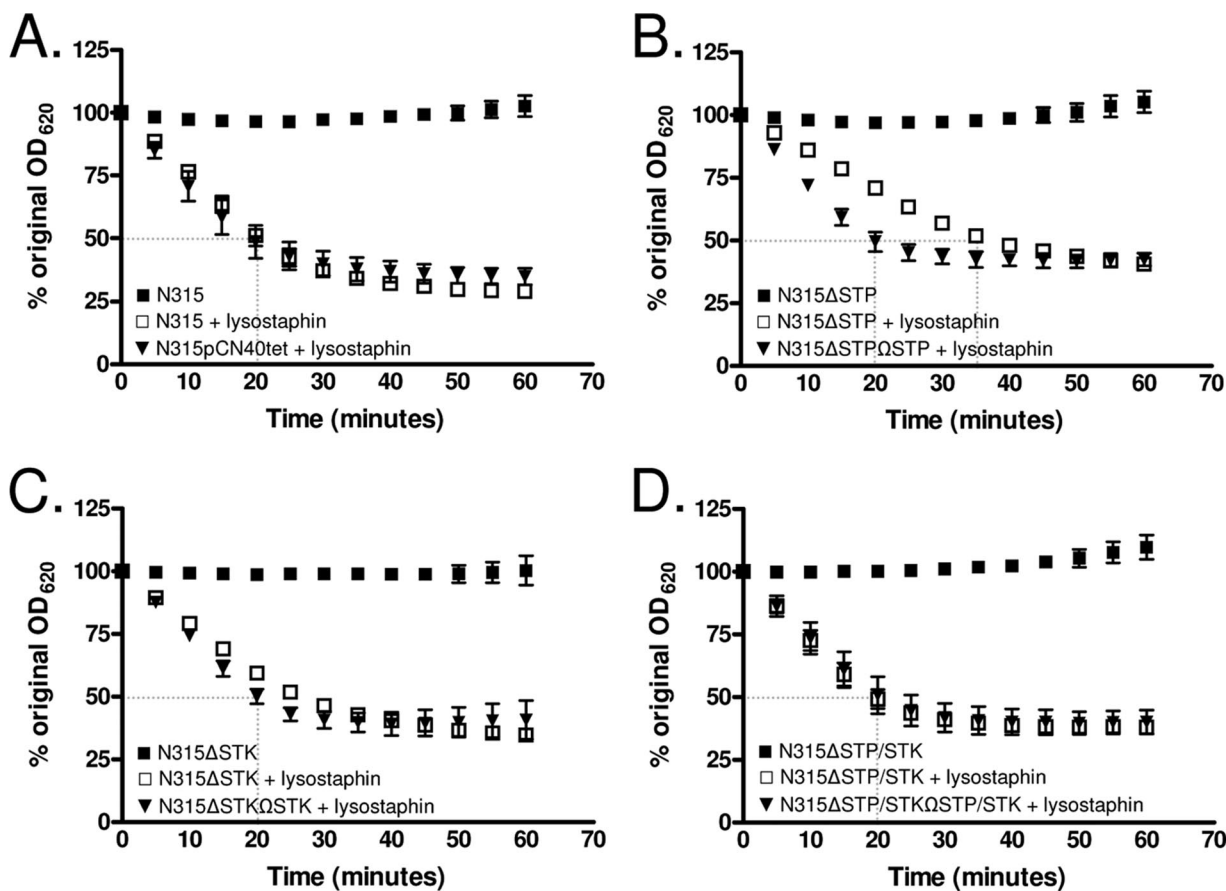 A.
125
100
75
50
25
0
% original OD620
■ N315
□ N315 + lysostaphin
▼ N315pCN40tet + lysostaphin
0 10 20 30 40 50 60 70
Time (minutes)
B.
125
100
75
50
25
0
% original OD620
■ N315ΔSTP
□ N315ΔSTP + lysostaphin
▼ N315ΔSTPΩSTP + lysostaphin
0 10 20 30 40 50 60 70
Time (minutes)
C.
125
100
75
50
25
0
% original OD620
■ N315ΔSTK
□ N315ΔSTK + lysostaphin
▼ N315ΔSTKΩSTK + lysostaphin
0 10 20 30 40 50 60 70
Time (minutes)
D.
125
100
75
50
25
0
% original OD620
■ N315ΔSTP/STK
□ N315ΔSTP/STK + lysostaphin
▼ N315ΔSTP/STKΩSTP/STK + lysostaphin
0 10 20 30 40 50 60 70
Time (minutes)